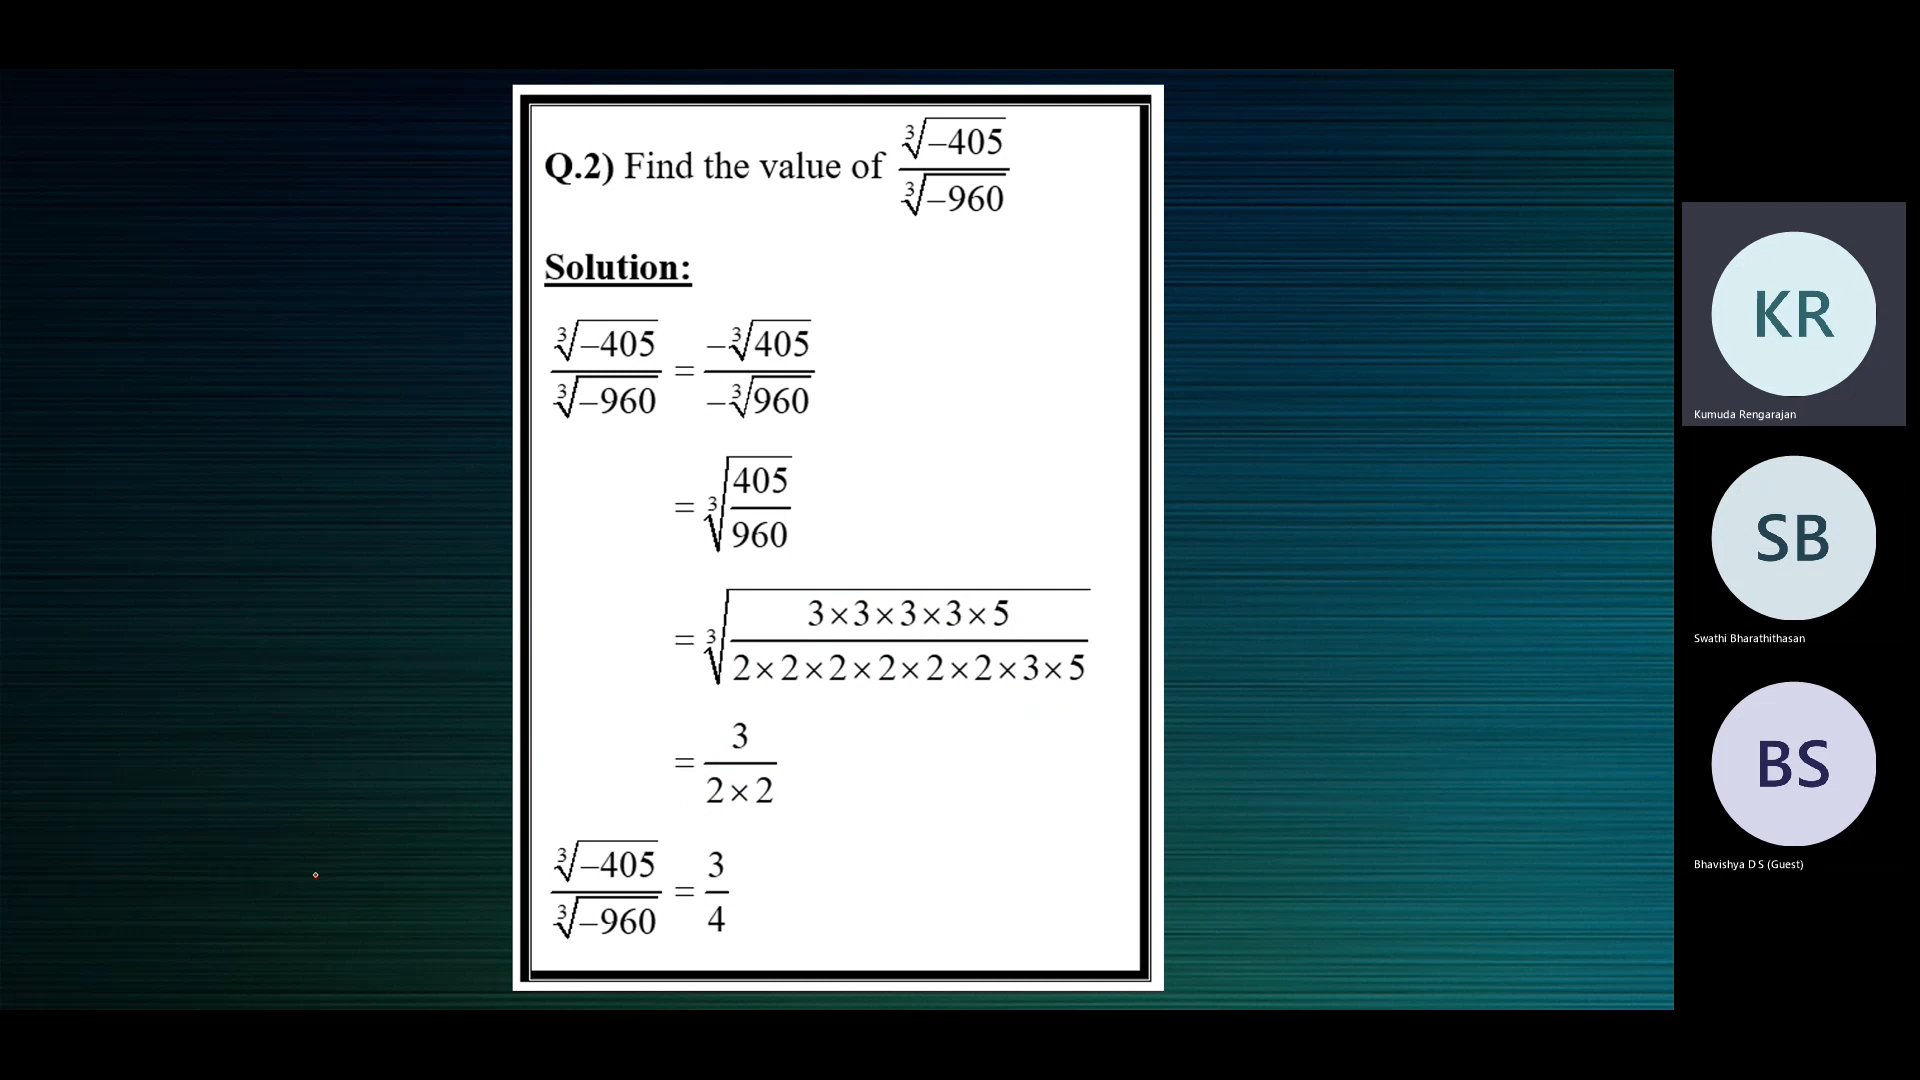 Q.2) Find the value of ∛–405 / ∛–960
Solution:
∛–405 / ∛–960 = –∛405 / –∛960
= ∛(405 / 960)
= ∛(3×3×3×3×5 / 2×2×2×2×2×2×3×5)
= 3 / 2×2
∛–405 / ∛–960 = 3 / 4
KR
Kumuda Rengarajan
SB
Swathi Bharathithasan
BS
Bhavishya D S (Guest)